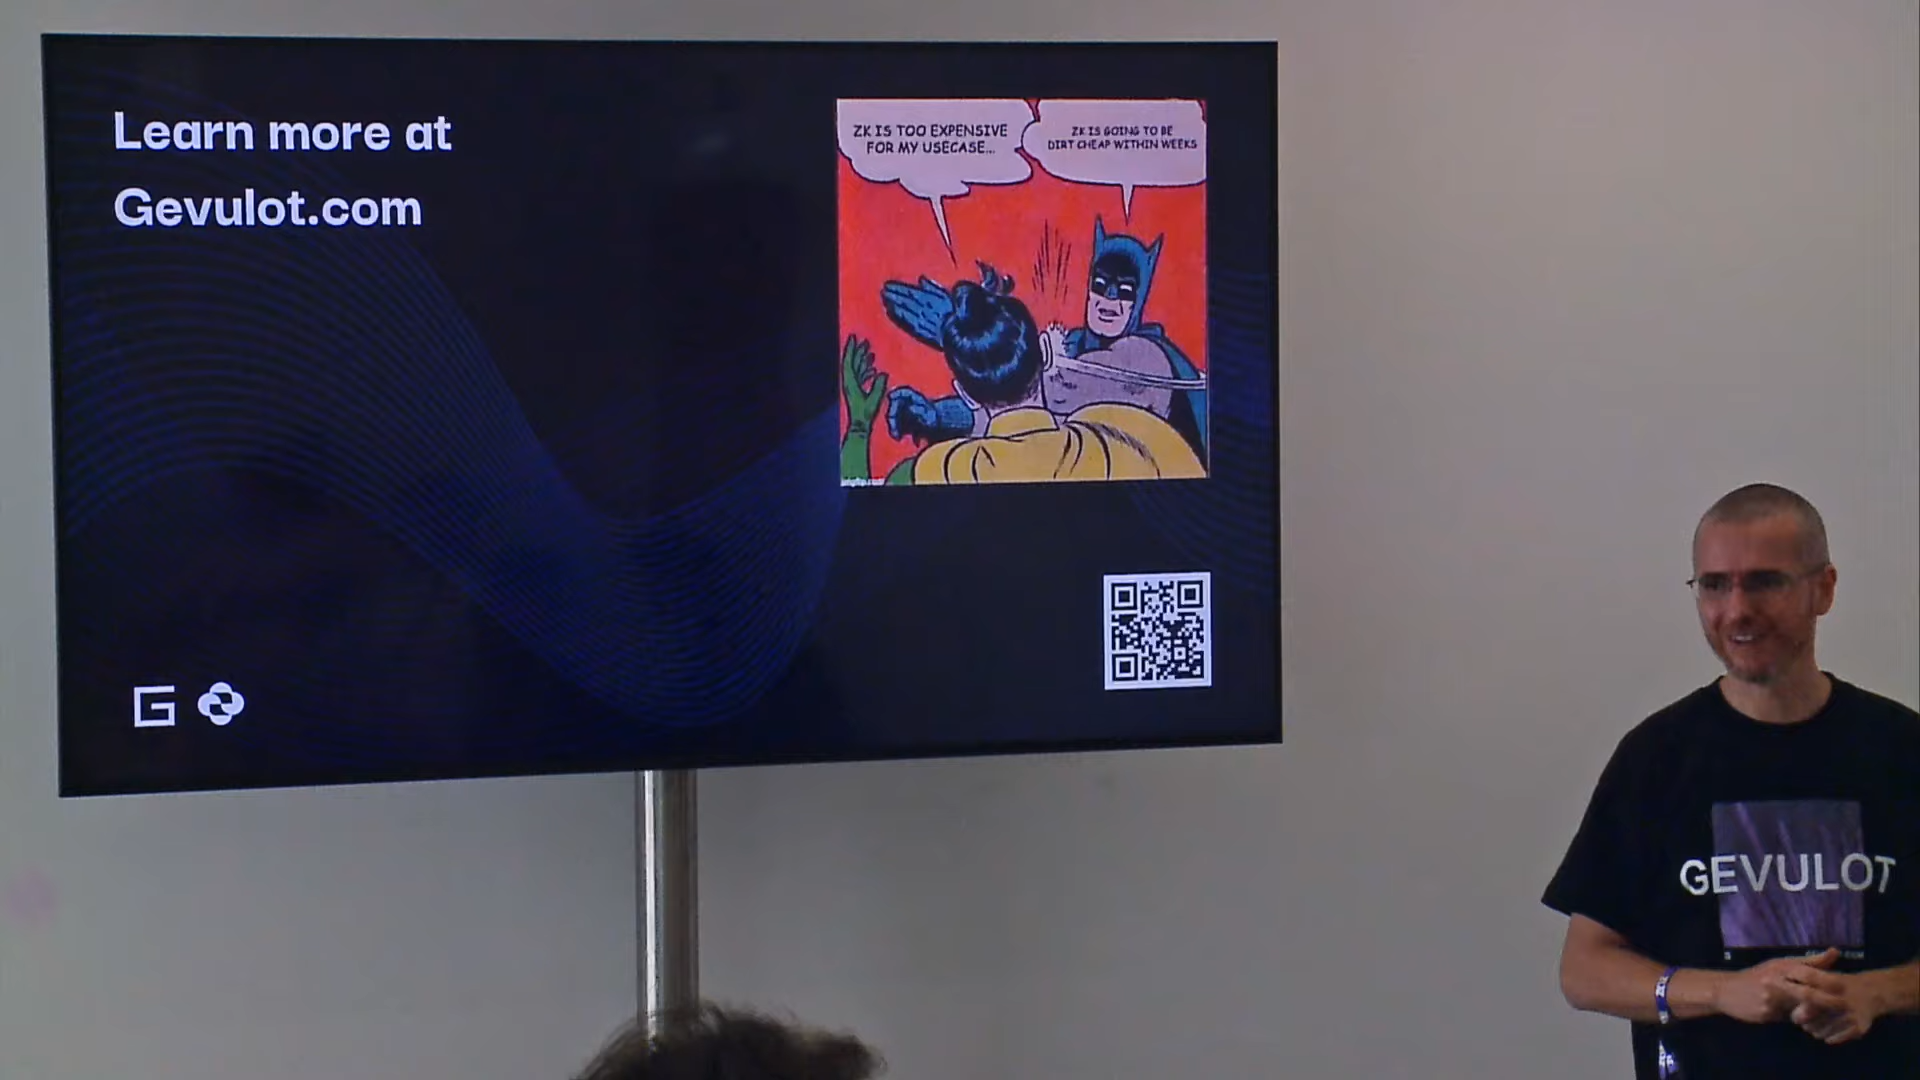 Learn more at
Gevulot.com
ZK IS TOO EXPENSIVE
FOR MY USECASE...
ZK IS GOING TO BE
DIRT CHEAP WITHIN WEEKS
GEVULOT